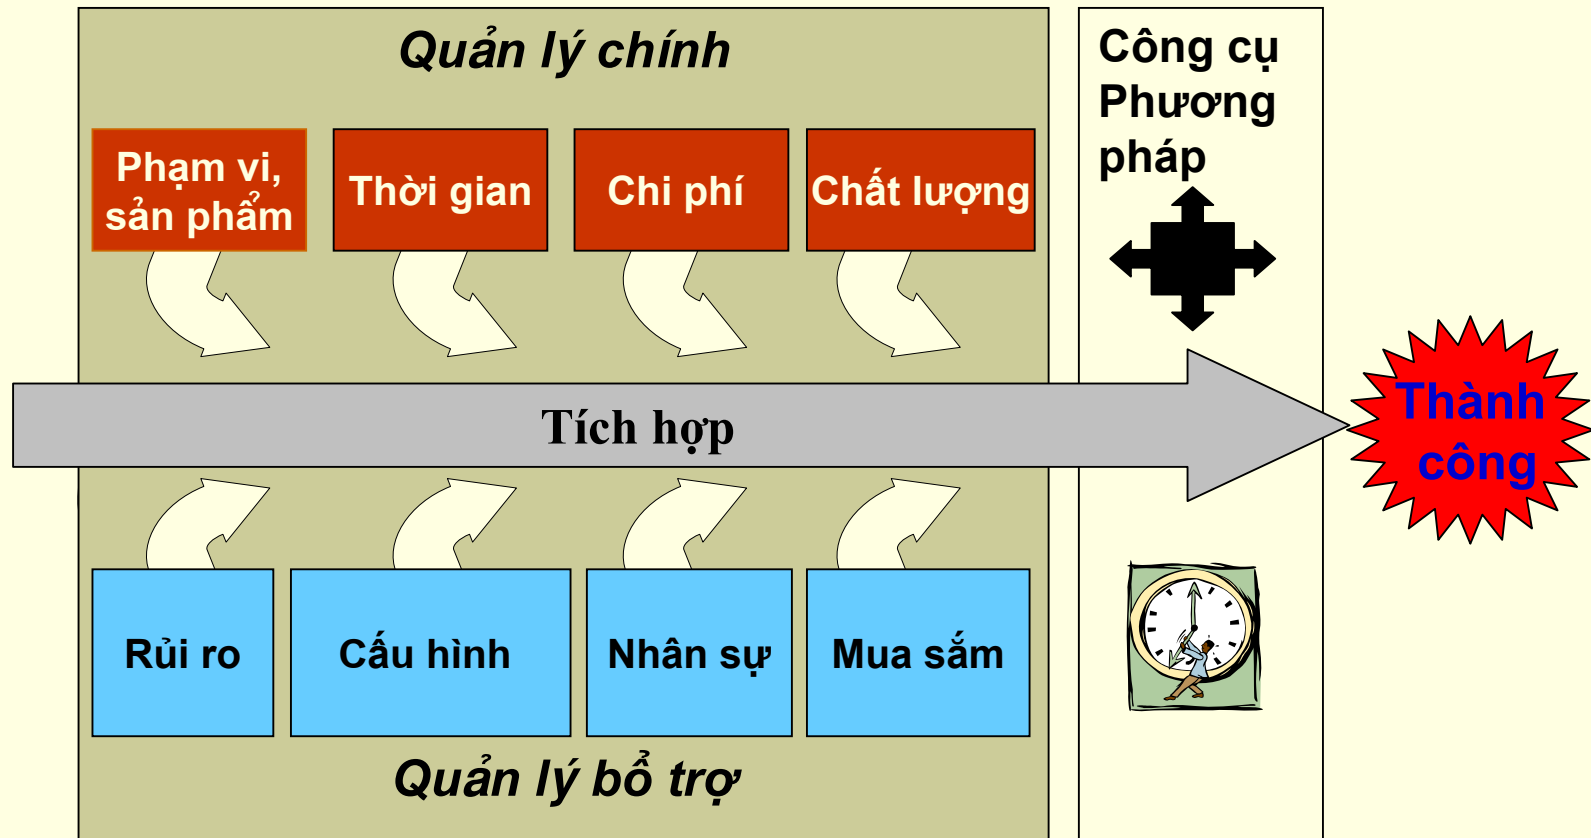 Quản lý chính
Phạm vi,
sản phẩm
Thời gian
Chi phí
Chất lượng
Công cụ
Phương
pháp
Tích hợp
Thành
công
Rủi ro
Cấu hình
Nhân sự
Mua sắm
Quản lý bổ trợ